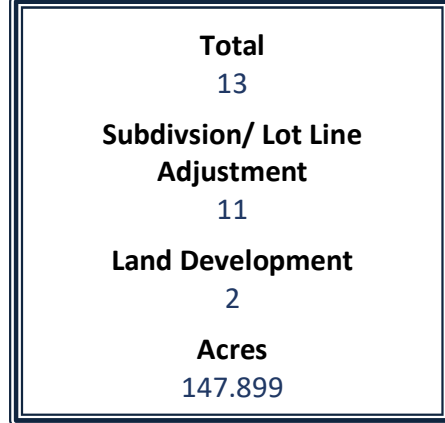 Total
13
Subdivsion/ Lot Line
Adjustment
11
Land Development
2
Acres
147.899